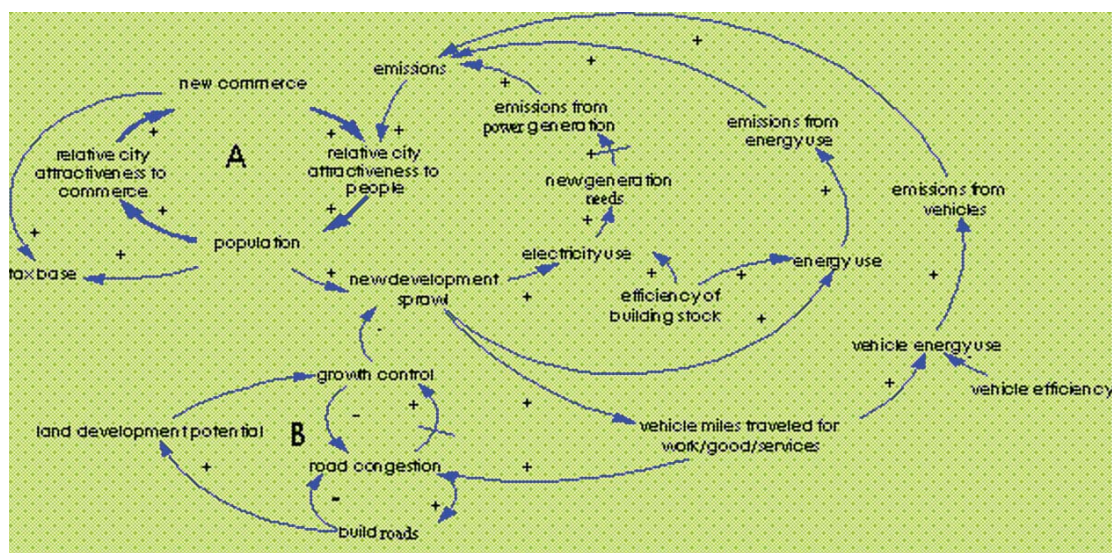 emissions
new commerce
emissions from
power generation
emissions from
energy use
A
relative city
attractiveness to
commerce
relative city
attractiveness to
people
new generation
needs
emissions from
vehicles
population
electricity use
energy use
tax base
new development
sprawl
efficiency of
building stock
vehicle energy use
growth control
vehicle efficiency
land development potential
B
vehicle miles traveled for
work/good/services
road congestion
build roads